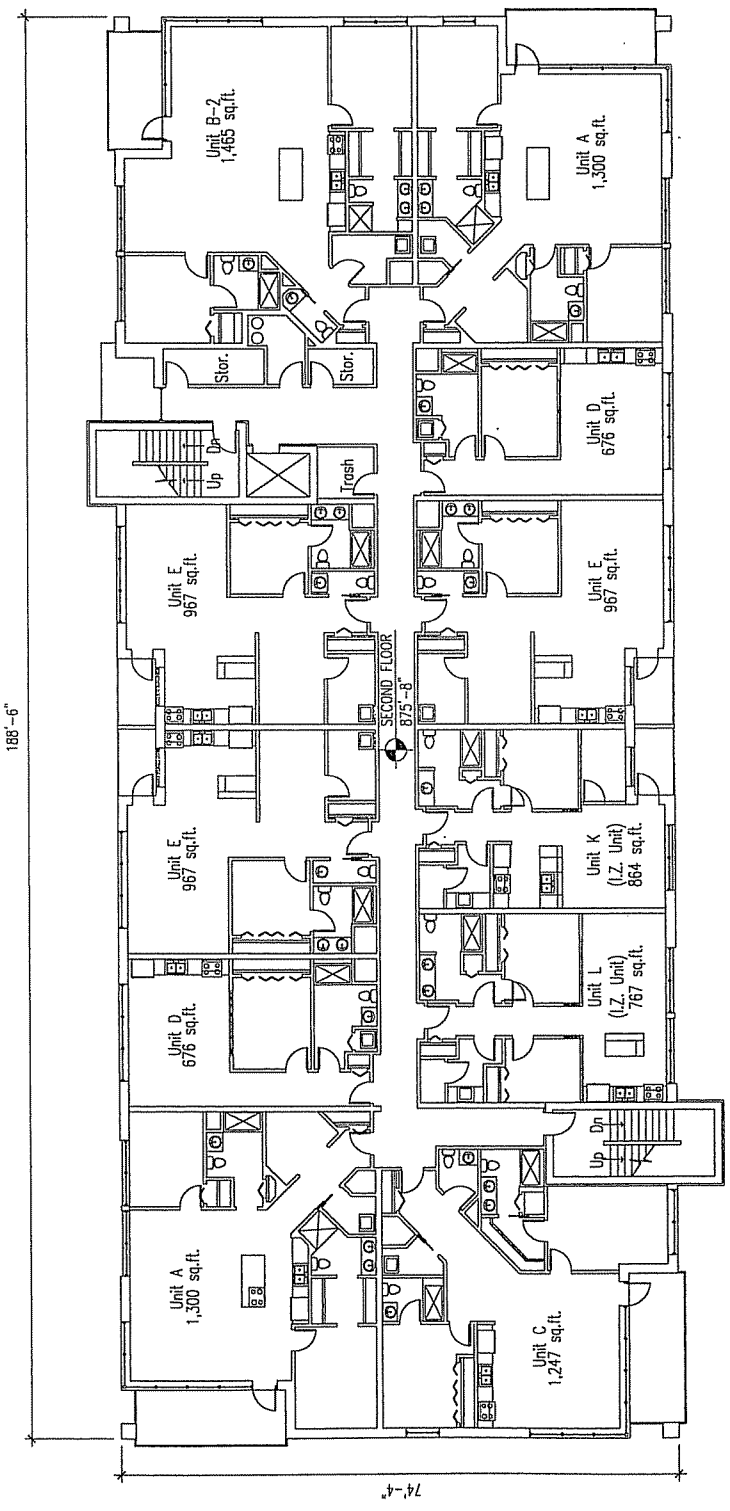 188'-6"
Unit B-2
1,465 sq.ft.
Unit A
1,300 sq.ft.
Stor.
Stor.
Dn
Up
Trash
Unit D
676 sq.ft.
Unit E
967 sq.ft.
Unit E
967 sq.ft.
SECOND FLOOR
875'-8"
Unit E
967 sq.ft.
Unit K
(I.Z. Unit)
864 sq.ft.
Unit D
676 sq.ft.
Unit L
(I.Z. Unit)
767 sq.ft.
Dn
Up
Unit A
1,300 sq.ft.
Unit C
1,247 sq.ft.
74'-4"